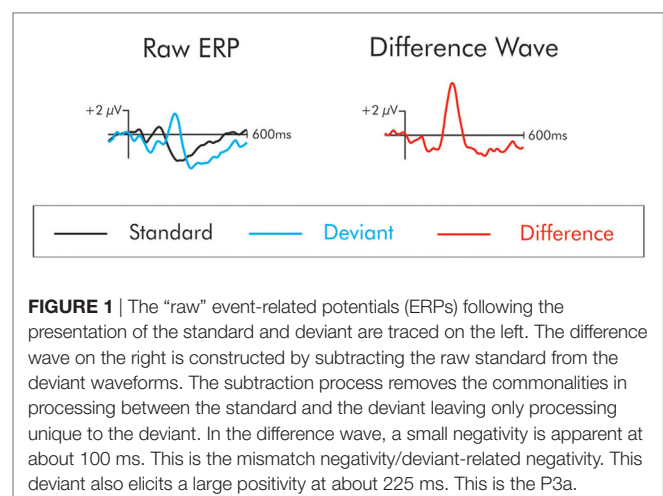 Raw ERP
Difference Wave
+2 μV
600ms
+2 μV
600ms
Standard
Deviant
Difference
FIGURE 1 | The “raw” event-related potentials (ERPs) following the
presentation of the standard and deviant are traced on the left. The difference
wave on the right is constructed by subtracting the raw standard from the
deviant waveforms. The subtraction process removes the commonalities in
processing between the standard and the deviant leaving only processing
unique to the deviant. In the difference wave, a small negativity is apparent at
about 100 ms. This is the mismatch negativity/deviant-related negativity. This
deviant also elicits a large positivity at about 225 ms. This is the P3a.